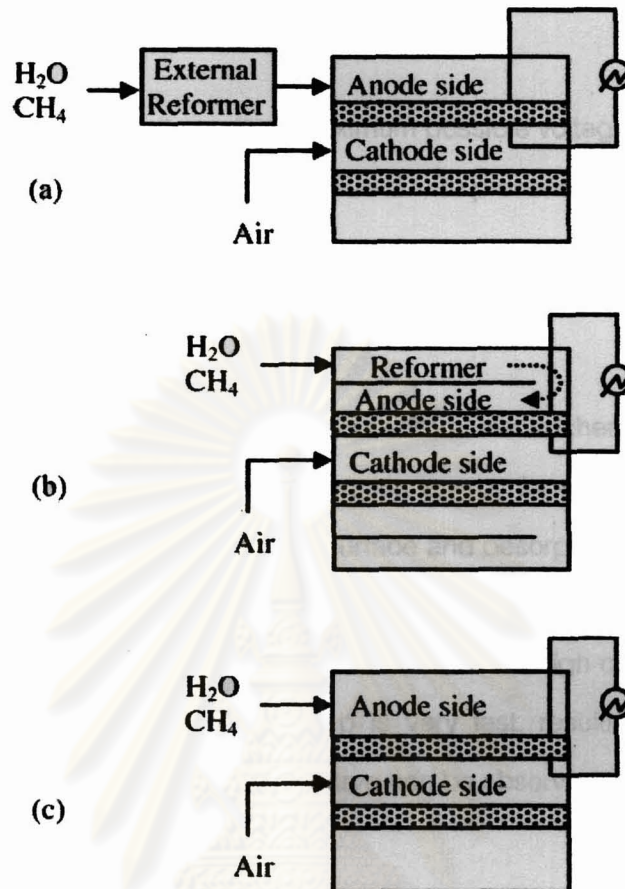 H₂O
CH₄
External
Reformer
Anode side
Cathode side
Air
(a)
H₂O
CH₄
Reformer
Anode side
Cathode side
Air
(b)
H₂O
CH₄
Anode side
Cathode side
Air
(c)